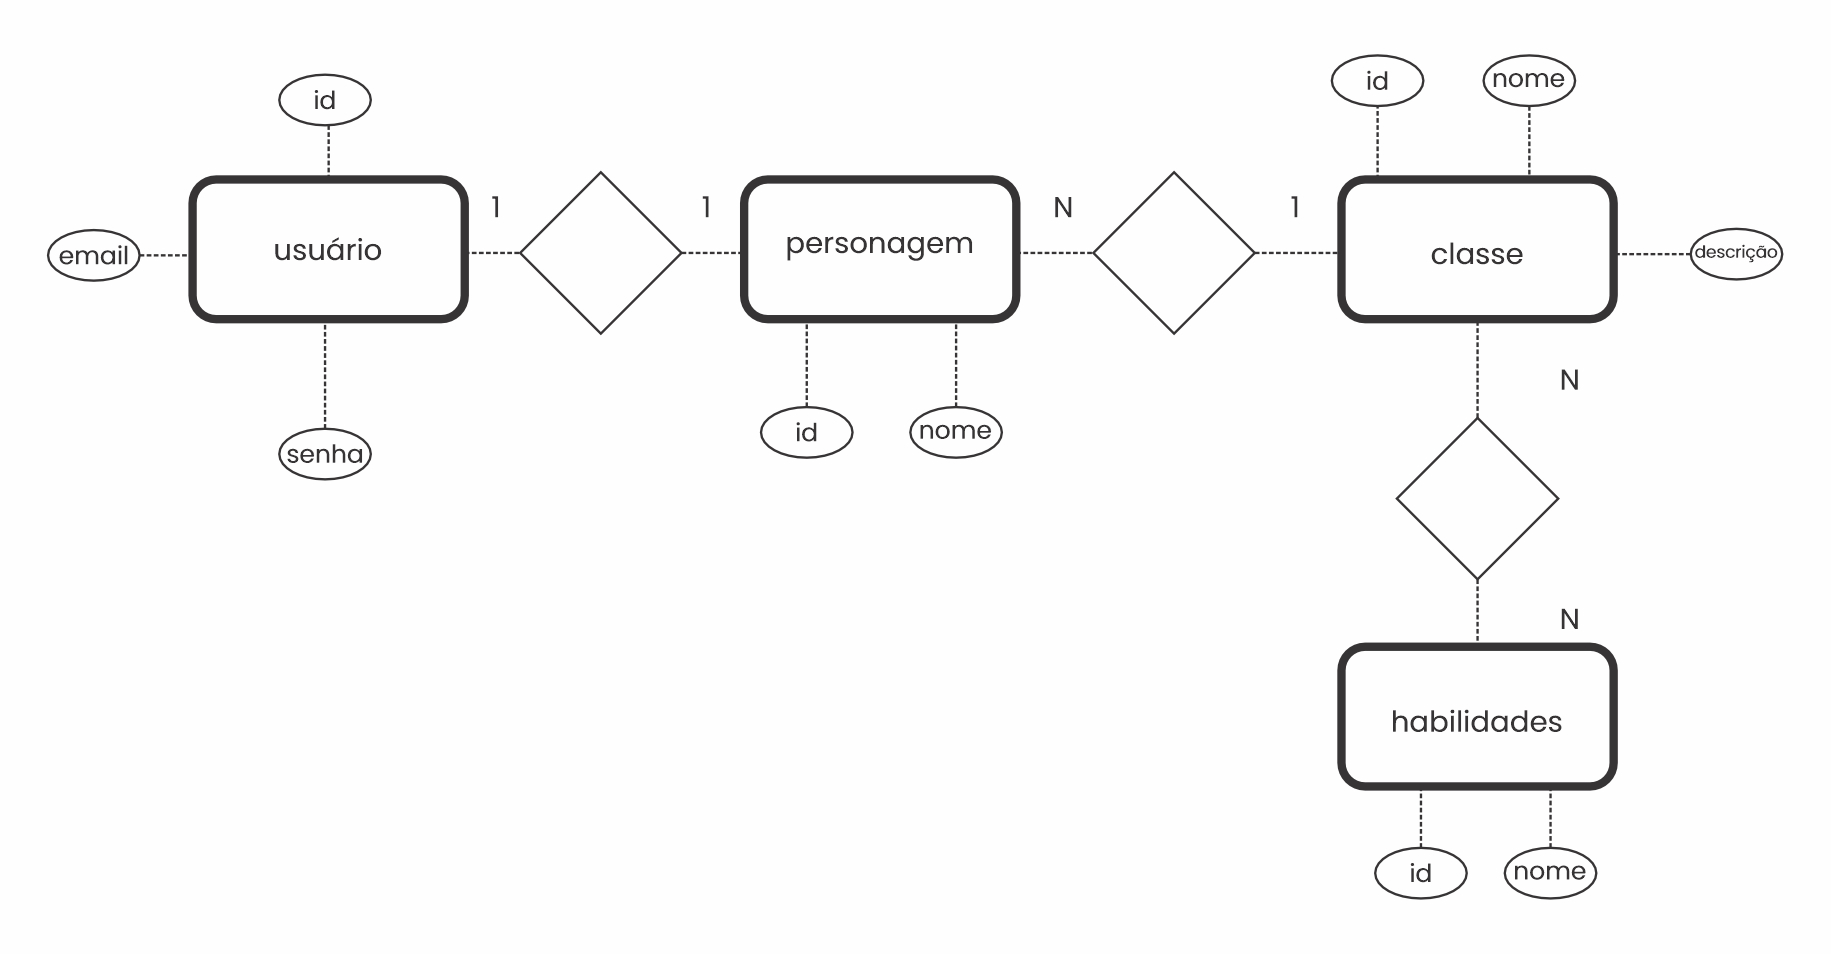 id
nome
id
1
1
N
1
usuário
personagem
classe
email
descrição
N
id
nome
senha
N
habilidades
id
nome